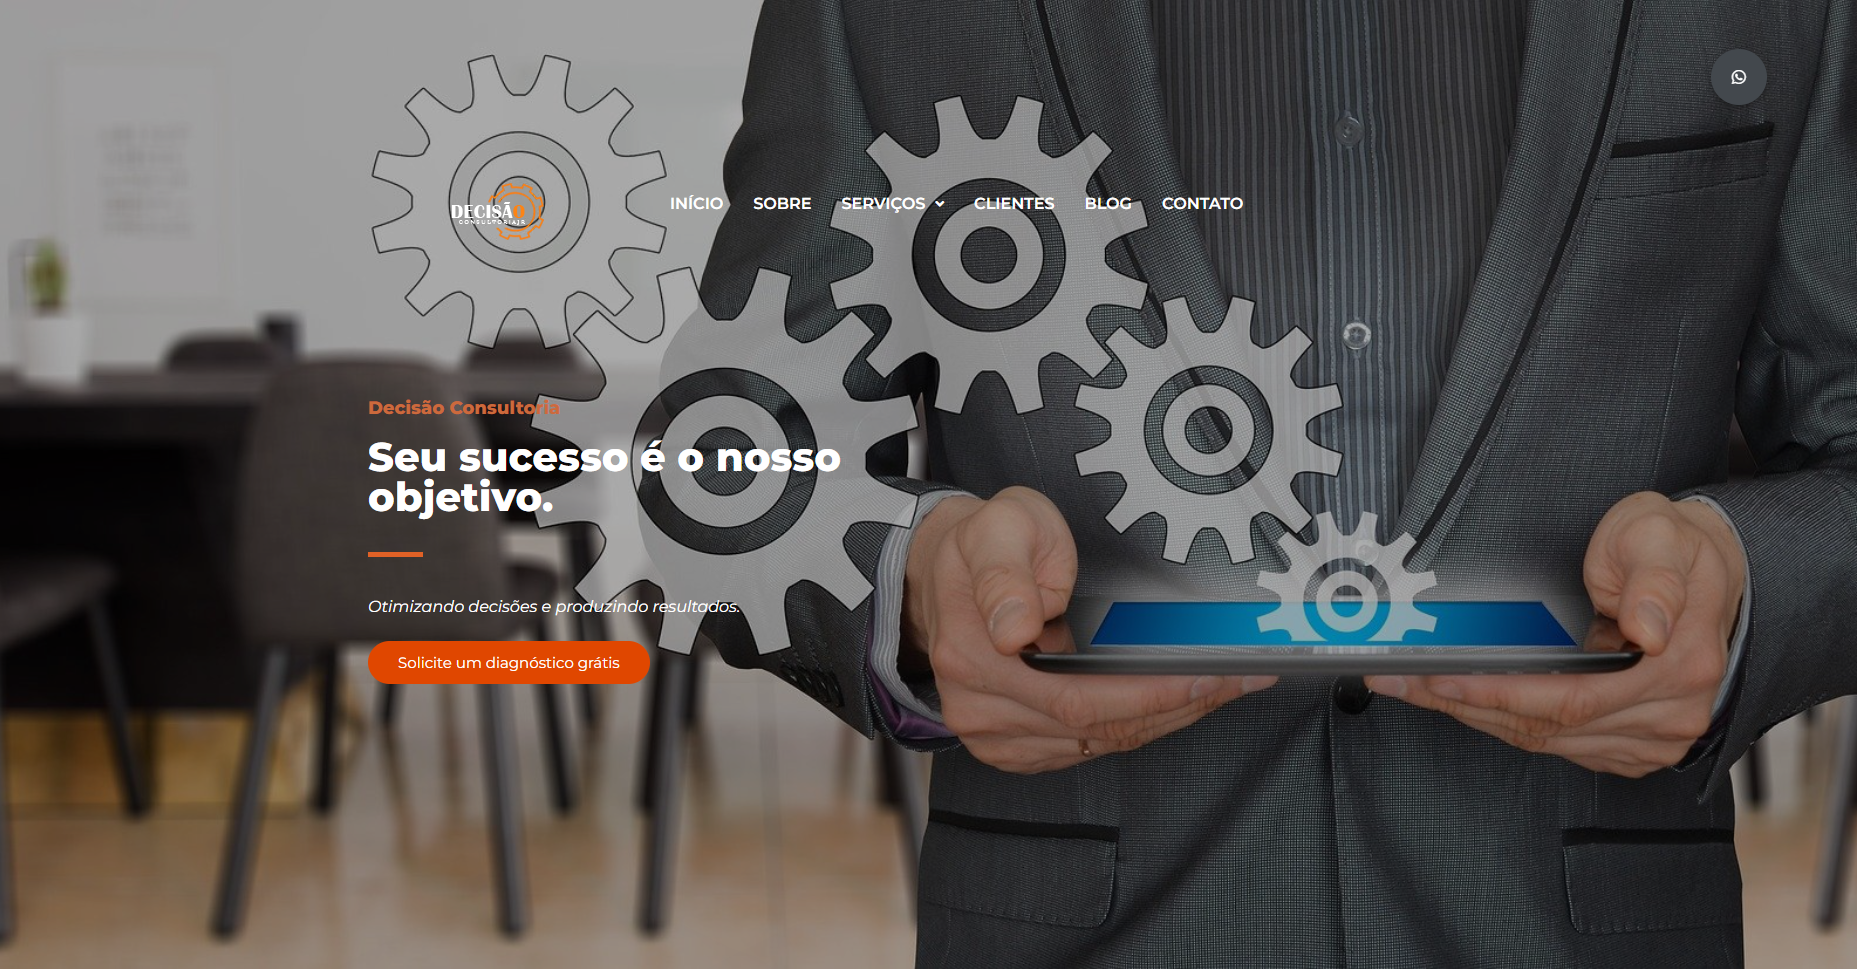 DECISÃO
CONSULTORIAJR
INÍCIO SOBRE SERVIÇOS CLIENTES BLOG CONTATO
Decisão Consultoria
Seu sucesso é o nosso
objetivo.
Otimizando decisões e produzindo resultados.
Solicite um diagnóstico grátis